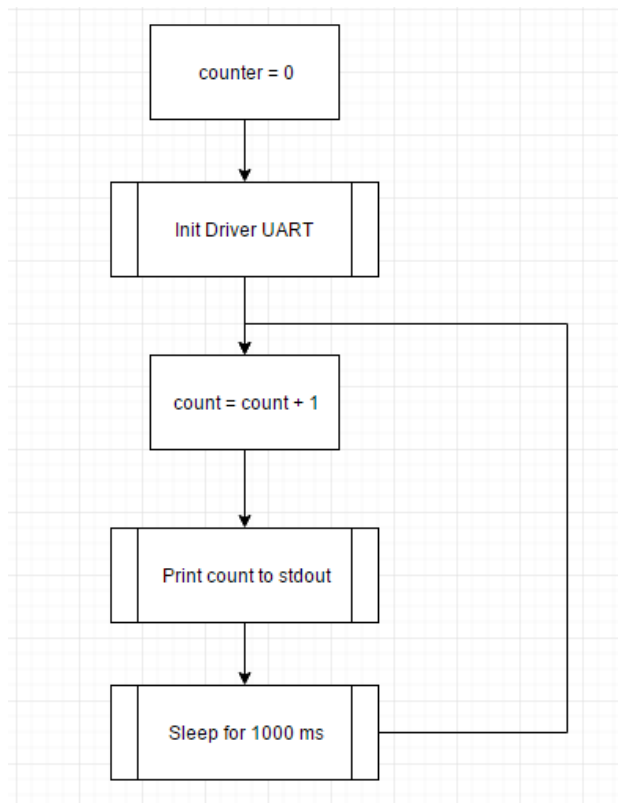 counter = 0
Init Driver UART
count = count + 1
Print count to stdout
Sleep for 1000 ms